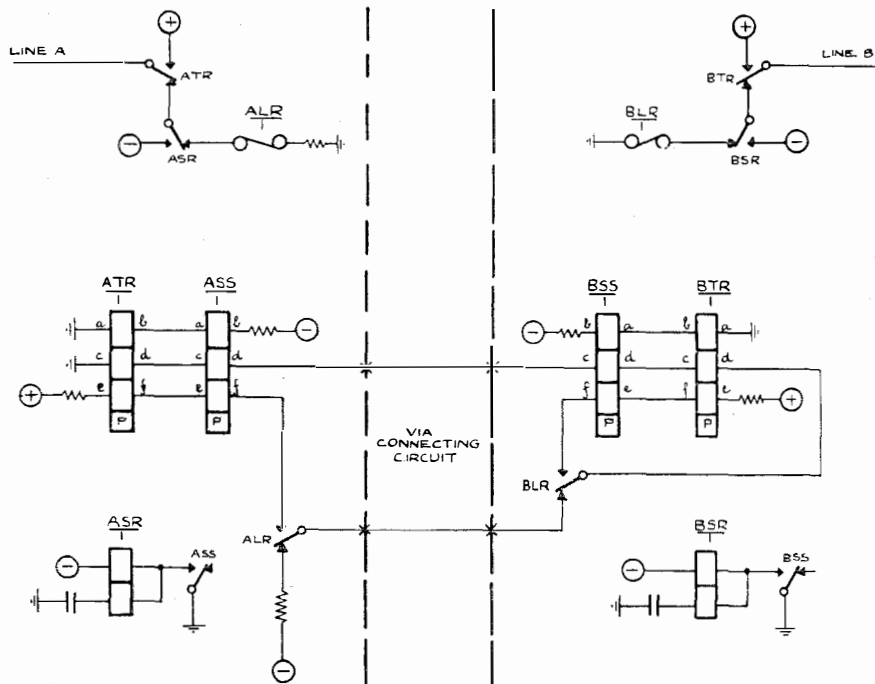 LINE A
ATR
ALR
ASR
LINE B
BTR
BLR
BSR
ATR
ASS
a b a b
c d c d
e f e f
P P
BSS
BTR
b a b a
c d c d
f e f e
P P
VIA
CONNECTING
CIRCUIT
ALR
BLR
ASR
ASS
BSR
BSS